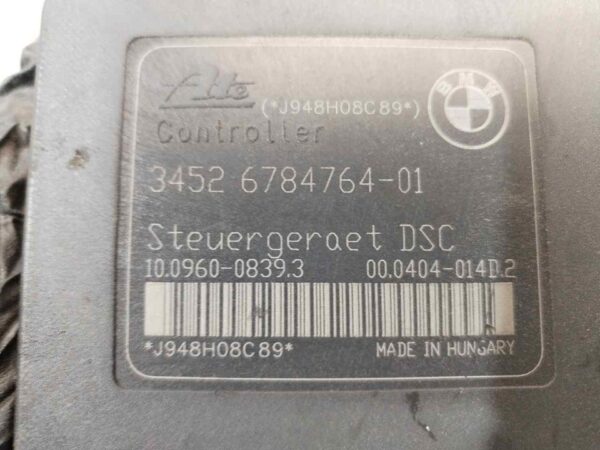 Ate (*J948H08C89*) BMW
Controller
3452 6784764-01
Steuergeraet DSC
10.0960-0839.3 00.0404-014D.2
*J948H08C89* MADE IN HUNGARY